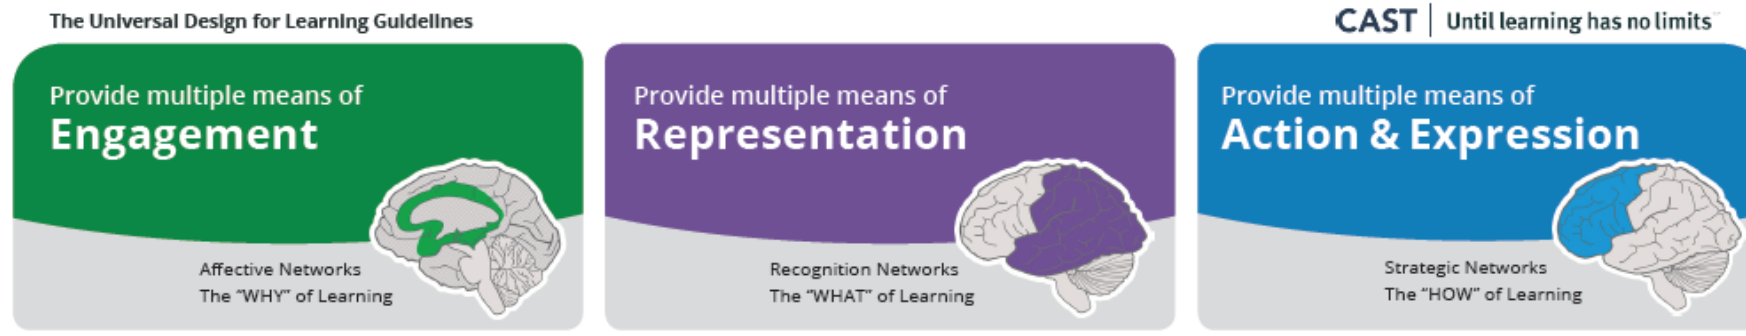 The Universal Design for Learning Guidelines
CAST | Until learning has no limits
Provide multiple means of
Engagement
Affective Networks
The “WHY” of Learning
Provide multiple means of
Representation
Recognition Networks
The “WHAT” of Learning
Provide multiple means of
Action & Expression
Strategic Networks
The “HOW” of Learning